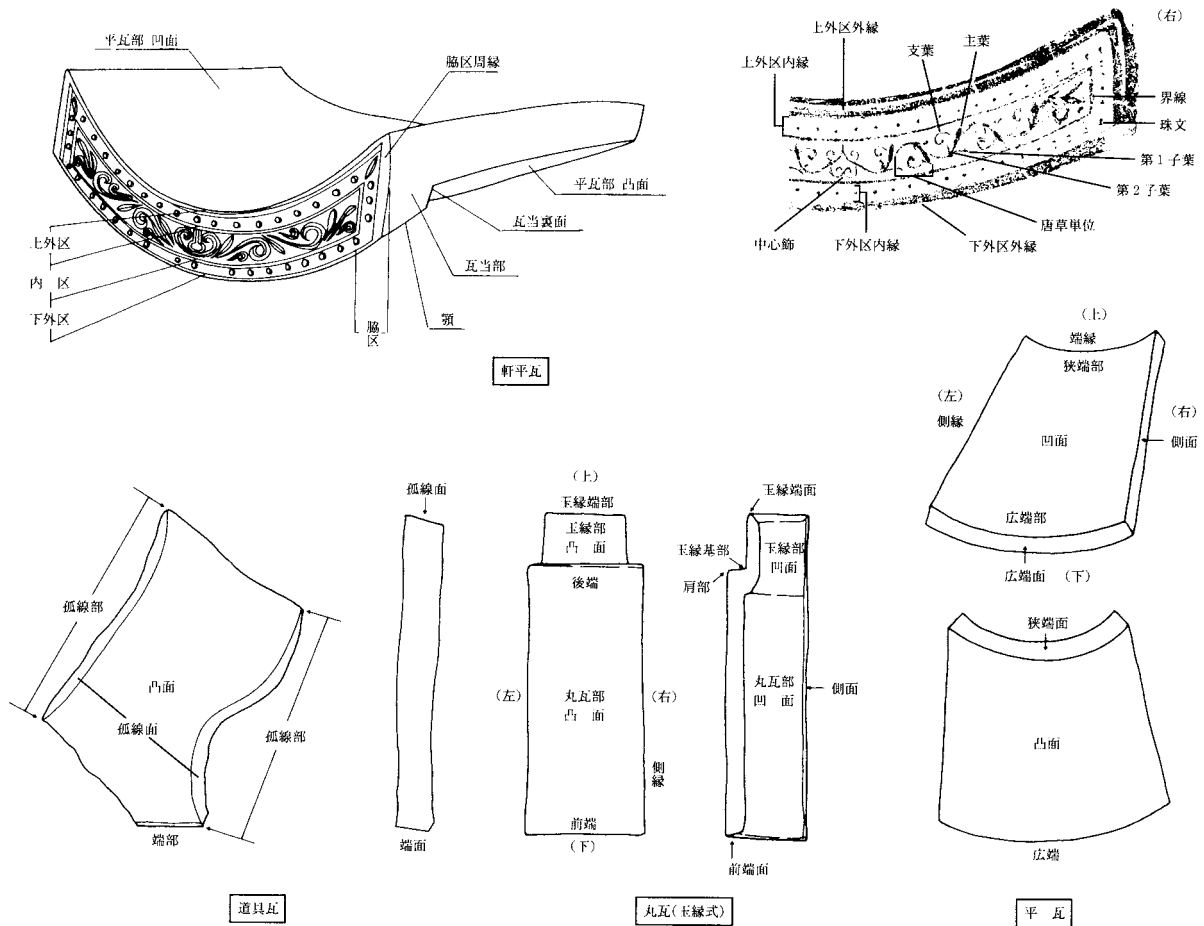 平瓦部 凹面
脇区周縁
平瓦部 凸面
瓦当裏面
瓦当部
顎
脇区
上外区
内 区
下外区
軒平瓦
(右)
上外区外縁
主葉
支葉
上外区内縁
界線
珠文
第1子葉
第2子葉
唐草単位
中心飾
下外区内縁
下外区外縁
(上)
端縁
狭端部
(左)
側縁
(右)
側面
凹面
広端部
広端面
(下)
狭端面
凸面
広端
平 瓦
孤線部
凸面
孤線面
孤線部
端部
道具瓦
孤線面
端面
(上)
玉縁端部
玉縁部
凸 面
後端
(左)
丸瓦部
凸 面
(右)
側縁
前端
(下)
玉縁端面
玉縁基部
玉縁部
凹面
肩部
丸瓦部
凹 面
側面
前端面
丸瓦(玉縁式)